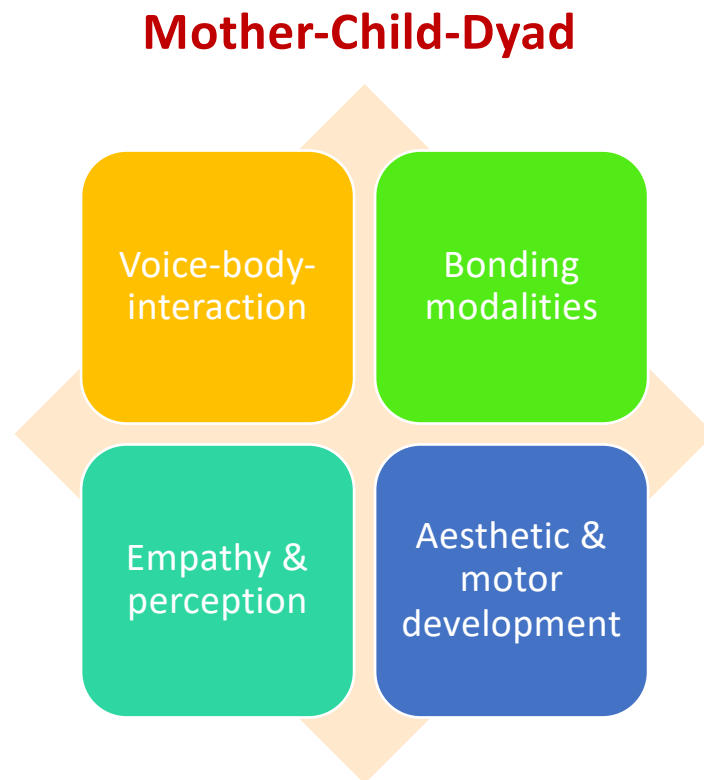 Mother-Child-Dyad
Voice-body-
interaction
Bonding
modalities
Empathy &
perception
Aesthetic &
motor
development